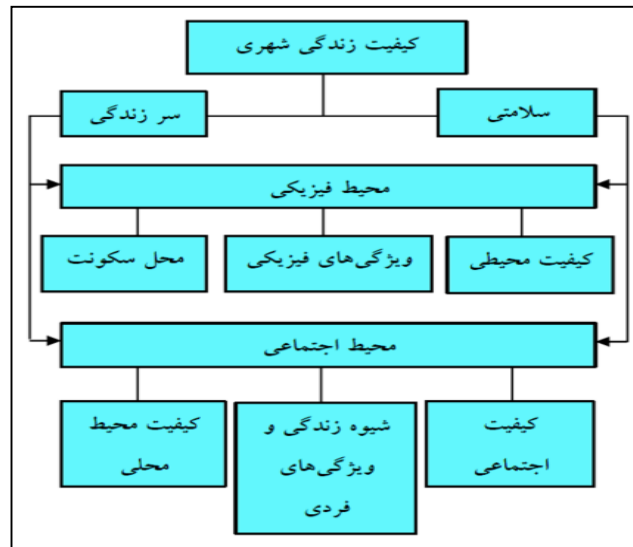 کیفیت زندگی شهری
سلامتی
سر زندگی
محیط فیزیکی
کیفیت محیطی
ویژگی‌های فیزیکی
محل سکونت
محیط اجتماعی
کیفیت
اجتماعی
شیوه زندگی و
ویژگی‌های
فردی
کیفیت محیط
محلی